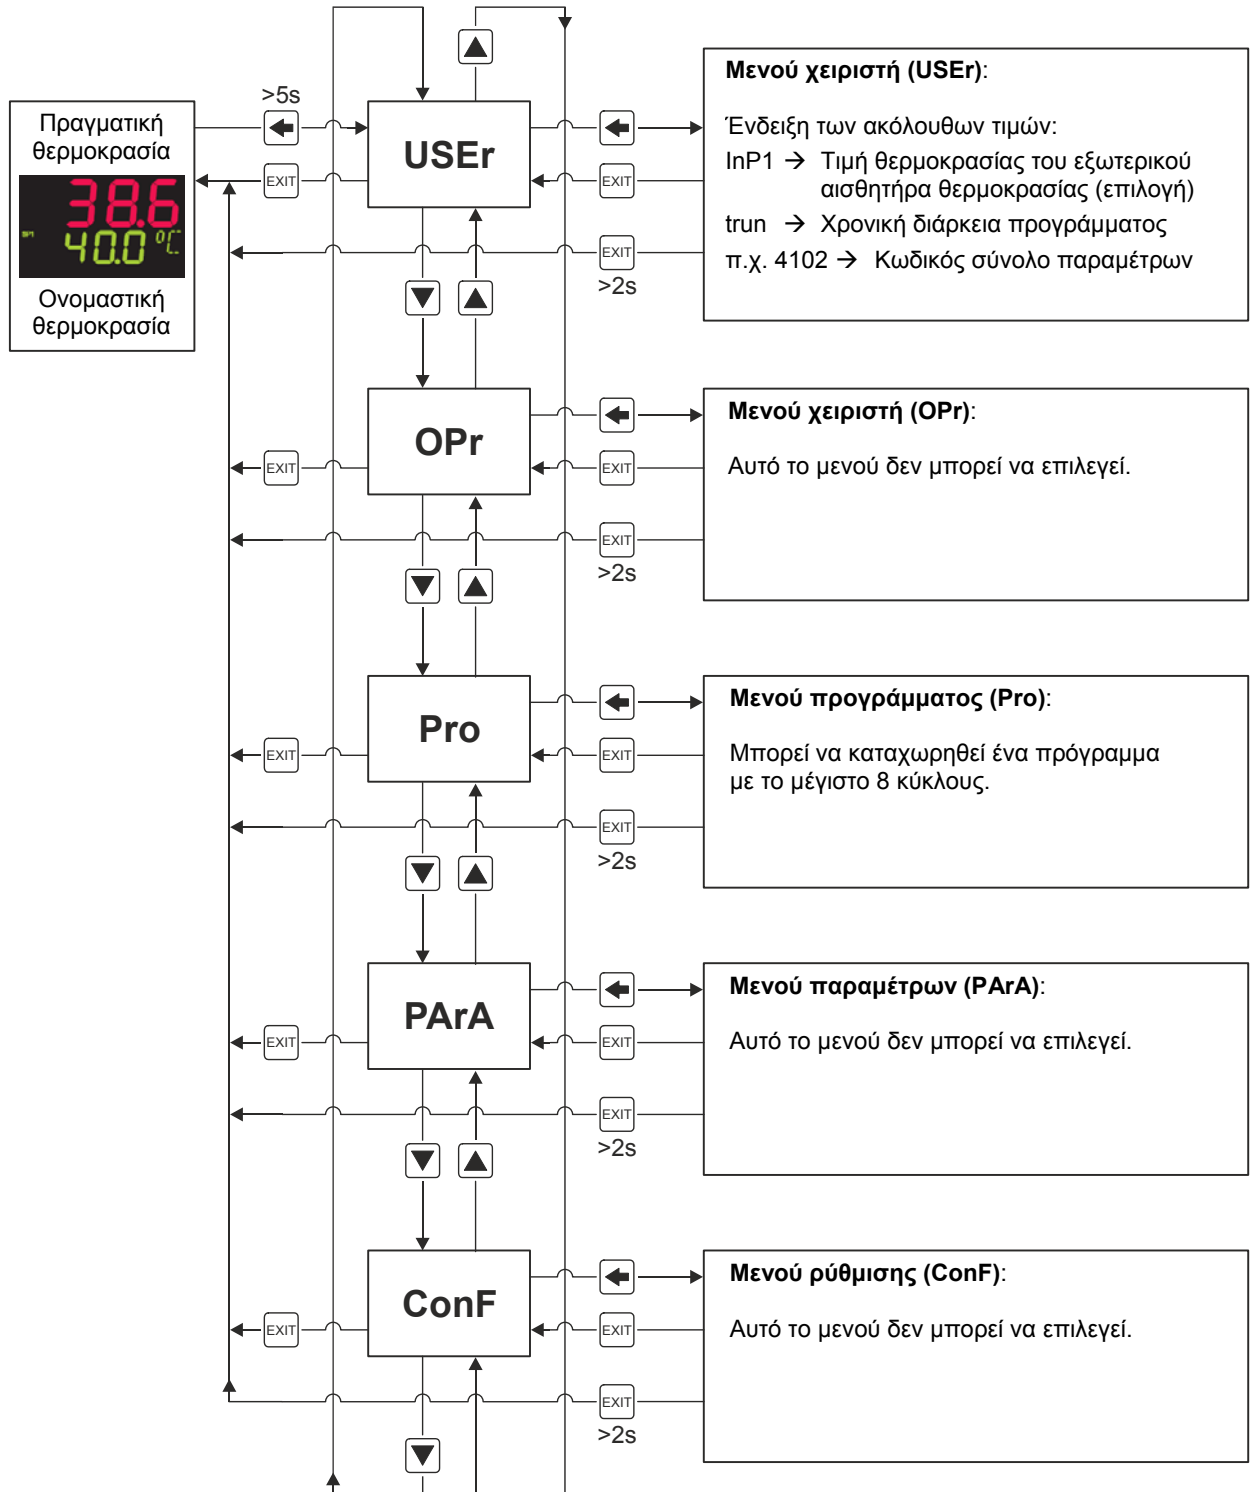 Πραγματική
θερμοκρασία
38.6
SP1 40.0 °C
Ονομαστική
θερμοκρασία
>5s
EXIT
USEr
EXIT
EXIT
>2s
Μενού χειριστή (USEr):
Ένδειξη των ακόλουθων τιμών:
InP1 → Τιμή θερμοκρασίας του εξωτερικού
αισθητήρα θερμοκρασίας (επιλογή)
trun → Χρονική διάρκεια προγράμματος
π.χ. 4102 → Κωδικός σύνολο παραμέτρων
EXIT
OPr
EXIT
EXIT
>2s
Μενού χειριστή (OPr):
Αυτό το μενού δεν μπορεί να επιλεγεί.
EXIT
Pro
EXIT
EXIT
>2s
Μενού προγράμματος (Pro):
Μπορεί να καταχωρηθεί ένα πρόγραμμα
με το μέγιστο 8 κύκλους.
EXIT
PArA
EXIT
EXIT
>2s
Μενού παραμέτρων (PArA):
Αυτό το μενού δεν μπορεί να επιλεγεί.
EXIT
ConF
EXIT
EXIT
>2s
Μενού ρύθμισης (ConF):
Αυτό το μενού δεν μπορεί να επιλεγεί.